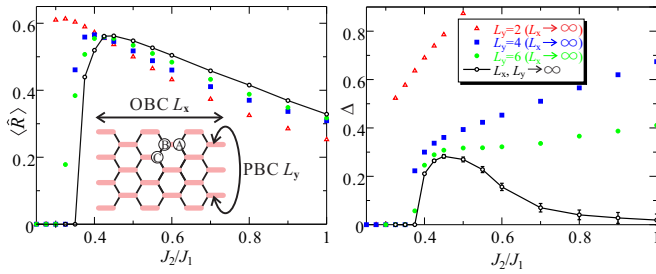 ⟨R̂⟩
0.6
0.4
0.2
0
OBC Lx
B
A
C
PBC Ly
0.4
0.6
0.8
1
J2/J1
Δ
0.8
0.6
0.4
0.2
0
Ly=2 (Lx→∞)
Ly=4 (Lx→∞)
Ly=6 (Lx→∞)
Lx, Ly→∞
0.4
0.6
0.8
1
J2/J1